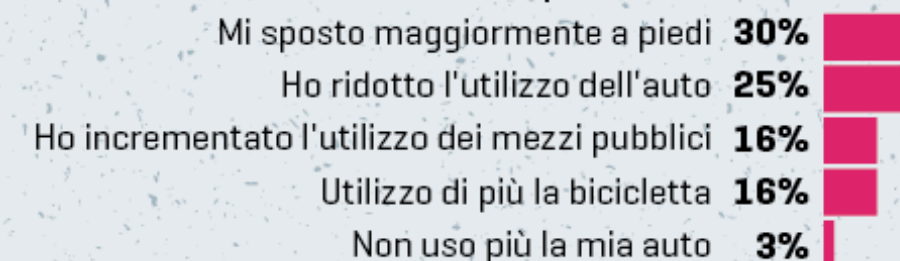 Mi sposto maggiormente a piedi 30%
Ho ridotto l'utilizzo dell'auto 25%
Ho incrementato l'utilizzo dei mezzi pubblici 16%
Utilizzo di più la bicicletta 16%
Non uso più la mia auto 3%